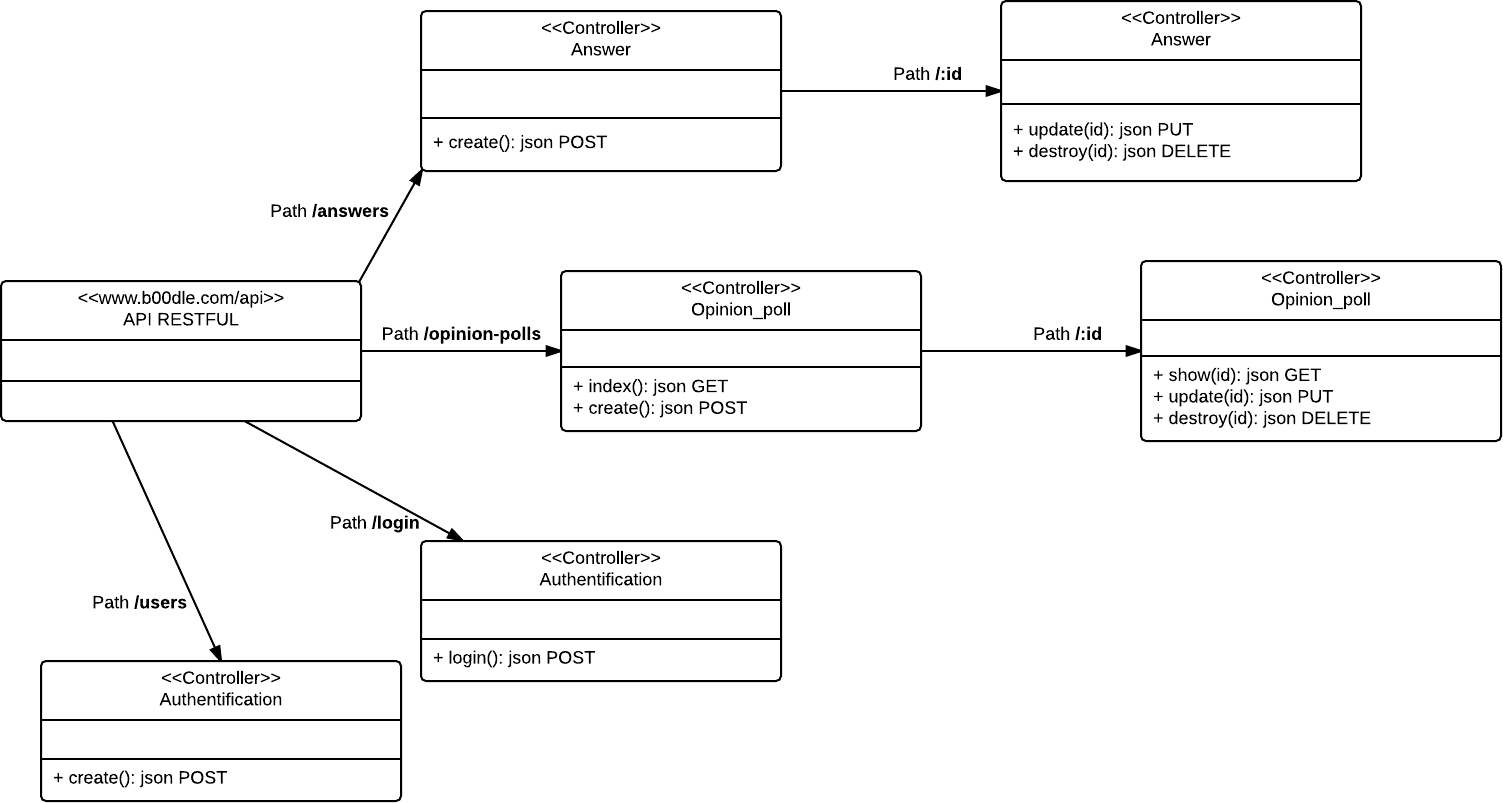 <<Controller>>
Answer
+ create(): json POST
Path /:id
<<Controller>>
Answer
+ update(id): json PUT
+ destroy(id): json DELETE
Path /answers
<<www.b00dle.com/api>>
API RESTFUL
Path /opinion-polls
<<Controller>>
Opinion_poll
+ index(): json GET
+ create(): json POST
Path /:id
<<Controller>>
Opinion_poll
+ show(id): json GET
+ update(id): json PUT
+ destroy(id): json DELETE
Path /login
<<Controller>>
Authentification
+ login(): json POST
Path /users
<<Controller>>
Authentification
+ create(): json POST